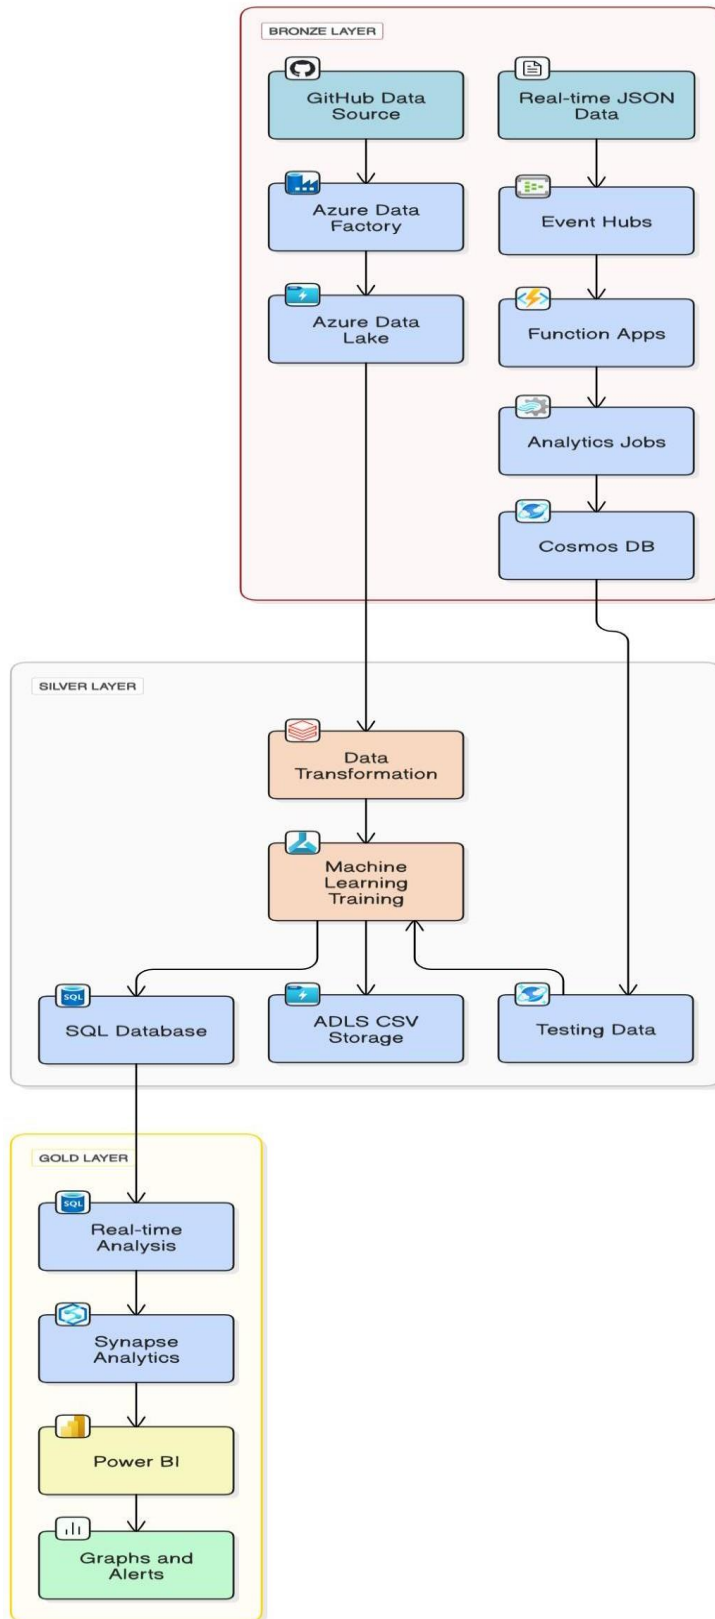 BRONZE LAYER
GitHub Data
Source
Real-time JSON
Data
Azure Data
Factory
Event Hubs
Azure Data
Lake
Function Apps
Analytics Jobs
Cosmos DB
SILVER LAYER
Data
Transformation
Machine
Learning
Training
SQL
SQL Database
ADLS CSV
Storage
Testing Data
GOLD LAYER
SQL
Real-time
Analysis
Synapse
Analytics
Power BI
Graphs and
Alerts